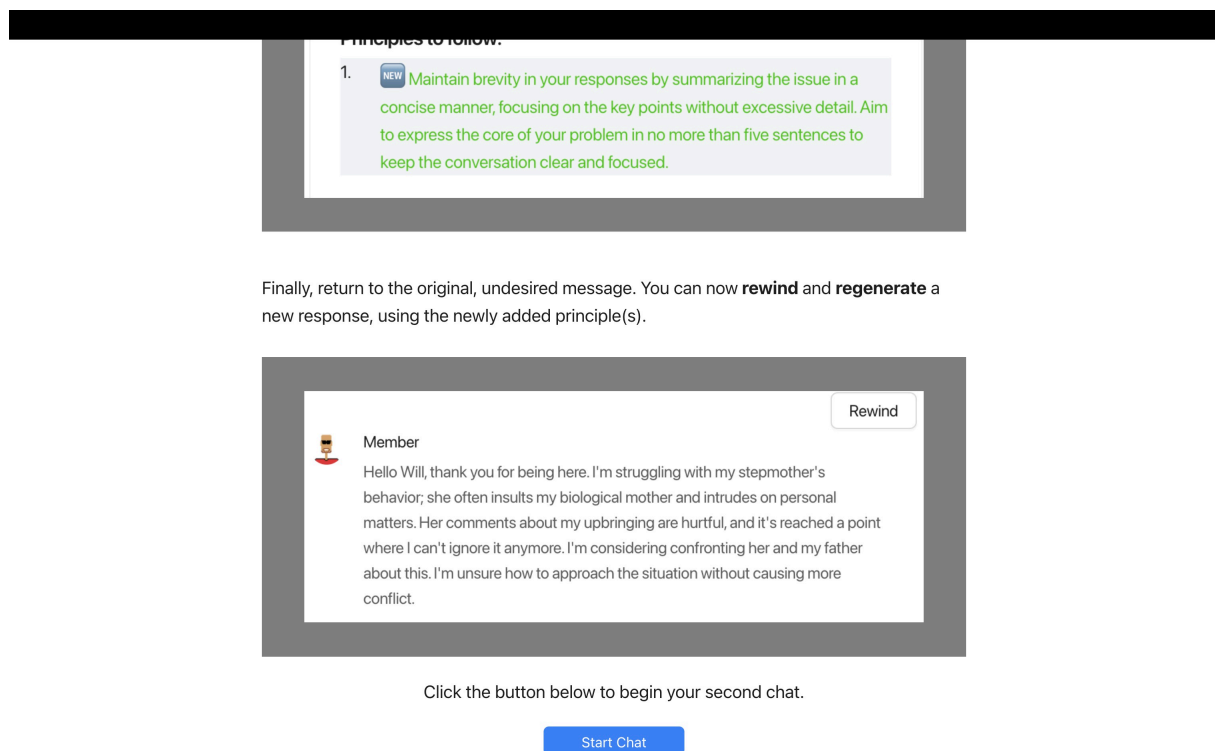 Principles to follow:
1.
NEW Maintain brevity in your responses by summarizing the issue in a
concise manner, focusing on the key points without excessive detail. Aim
to express the core of your problem in no more than five sentences to
keep the conversation clear and focused.
Finally, return to the original, undesired message. You can now rewind and regenerate a
new response, using the newly added principle(s).
Rewind
Member
Hello Will, thank you for being here. I'm struggling with my stepmother's
behavior; she often insults my biological mother and intrudes on personal
matters. Her comments about my upbringing are hurtful, and it's reached a point
where I can't ignore it anymore. I'm considering confronting her and my father
about this. I'm unsure how to approach the situation without causing more
conflict.
Click the button below to begin your second chat.
Start Chat